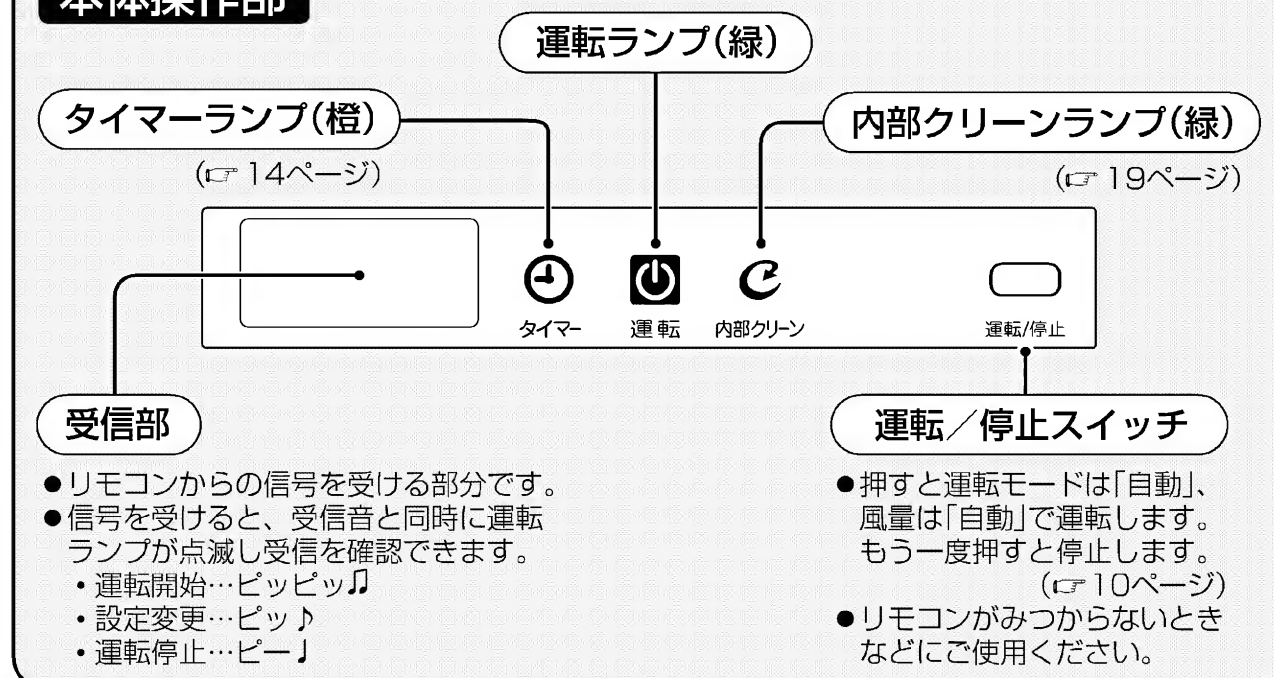 本体操作部
運転ランプ(緑)
タイマーランプ(橙)
(☞ 14ページ)
内部クリーンランプ(緑)
(☞ 19ページ)
タイマー
運転
内部クリーン
運転/停止
受信部
●リモコンからの信号を受ける部分です。
●信号を受けると、受信音と同時に運転
ランプが点滅し受信を確認できます。
・運転開始…ピッピッ♫
・設定変更…ピッ♪
・運転停止…ピー♩
運転／停止スイッチ
●押すと運転モードは「自動」、
風量は「自動」で運転します。
もう一度押すと停止します。
(☞10ページ)
●リモコンがみつからないとき
などにご使用ください。